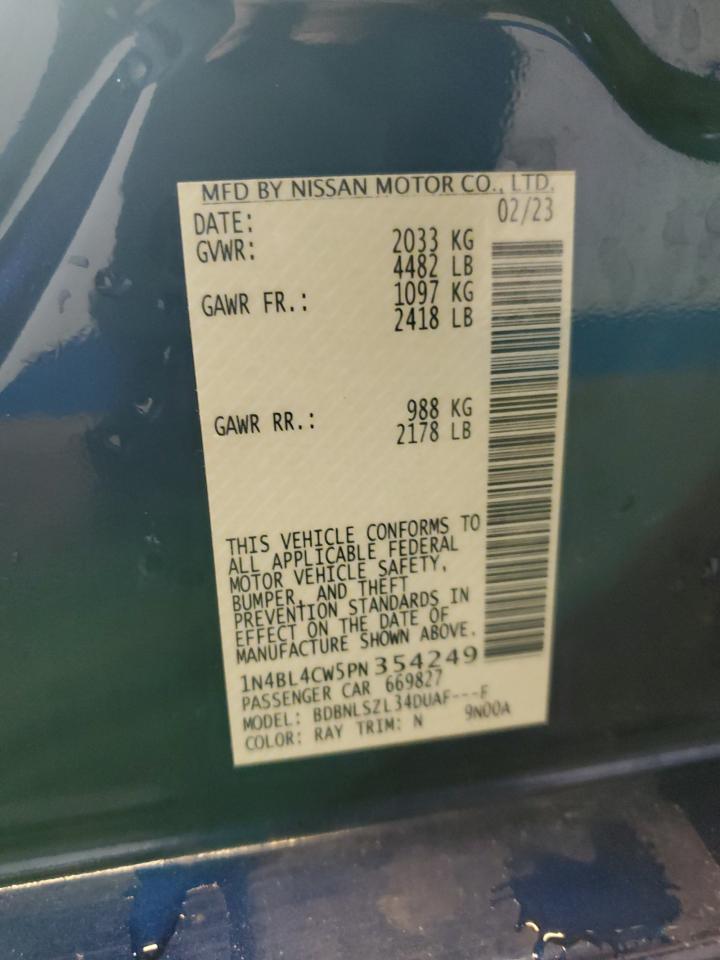 MFD BY NISSAN MOTOR CO., LTD.
DATE: 02/23
GVWR: 2033 KG
4482 LB
GAWR FR.: 1097 KG
2418 LB
GAWR RR.: 988 KG
2178 LB
THIS VEHICLE CONFORMS TO
ALL APPLICABLE FEDERAL
MOTOR VEHICLE SAFETY,
BUMPER, AND THEFT
PREVENTION STANDARDS IN
EFFECT ON THE DATE OF
MANUFACTURE SHOWN ABOVE.
1N4BL4CW5PN354249
PASSENGER CAR 669827
MODEL: BDBNLSZL34DUAF---F
COLOR: RAY TRIM: N 9N00A